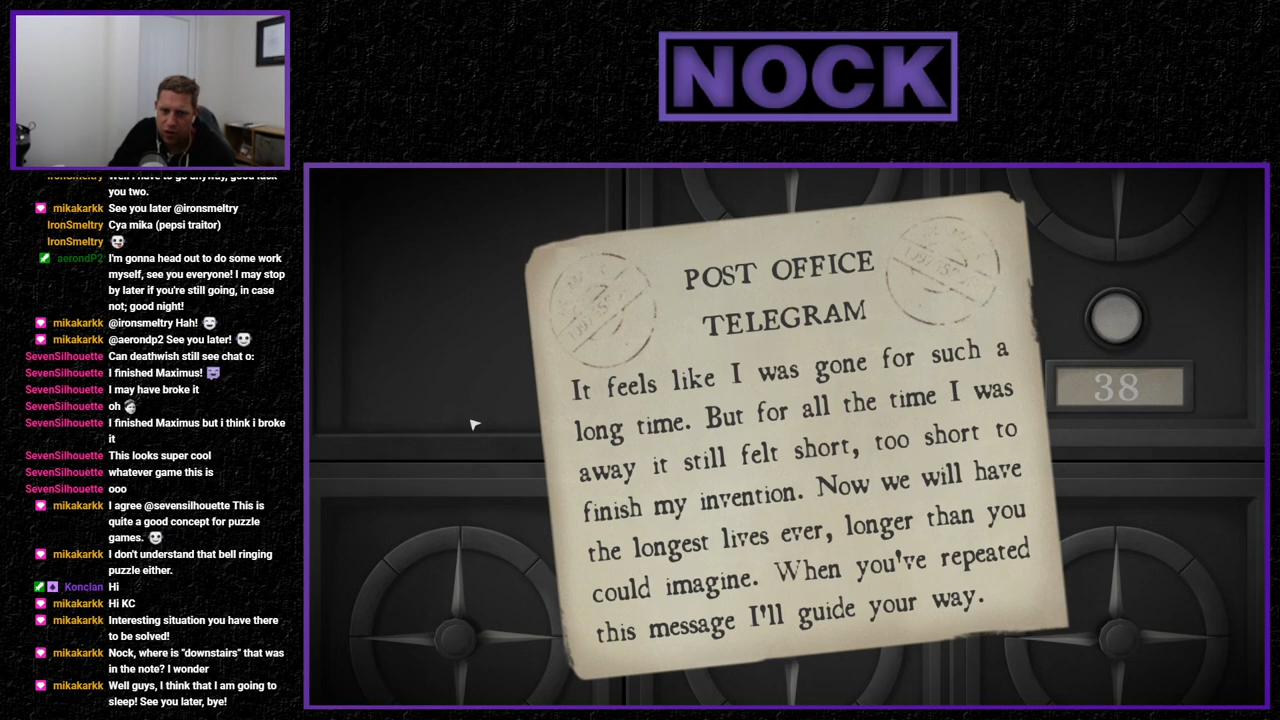 NOCK
IronSmeltry Well I have to go anyway, good luck
you two.
mikakarkk See you later @ironsmeltry
IronSmeltry Cya mika (pepsi traitor)
IronSmeltry
aerondP2 I'm gonna head out to do some work
myself, see you everyone! I may stop
by later if you're still going, in case
not; good night!
mikakarkk @ironsmeltry Hah!
mikakarkk @aerondp2 See you later!
SevenSilhouette Can deathwish still see chat o:
SevenSilhouette I finished Maximus!
SevenSilhouette I may have broke it
SevenSilhouette oh
SevenSilhouette I finished Maximus but i think i broke
it
SevenSilhouette This looks super cool
SevenSilhouette whatever game this is
SevenSilhouette ooo
mikakarkk I agree @sevensilhouette This is
quite a good concept for puzzle
games.
mikakarkk I don't understand that bell ringing
puzzle either.
Konclan Hi
mikakarkk Hi KC
mikakarkk Interesting situation you have there
to be solved!
mikakarkk Nock, where is "downstairs" that was
in the note? I wonder
mikakarkk Well guys, I think that I am going to
sleep! See you later, bye!
POST OFFICE
TELEGRAM
It feels like I was gone for such a
long time. But for all the time I was
away it still felt short, too short to
finish my invention. Now we will have
the longest lives ever, longer than you
could imagine. When you've repeated
this message I'll guide your way.
38